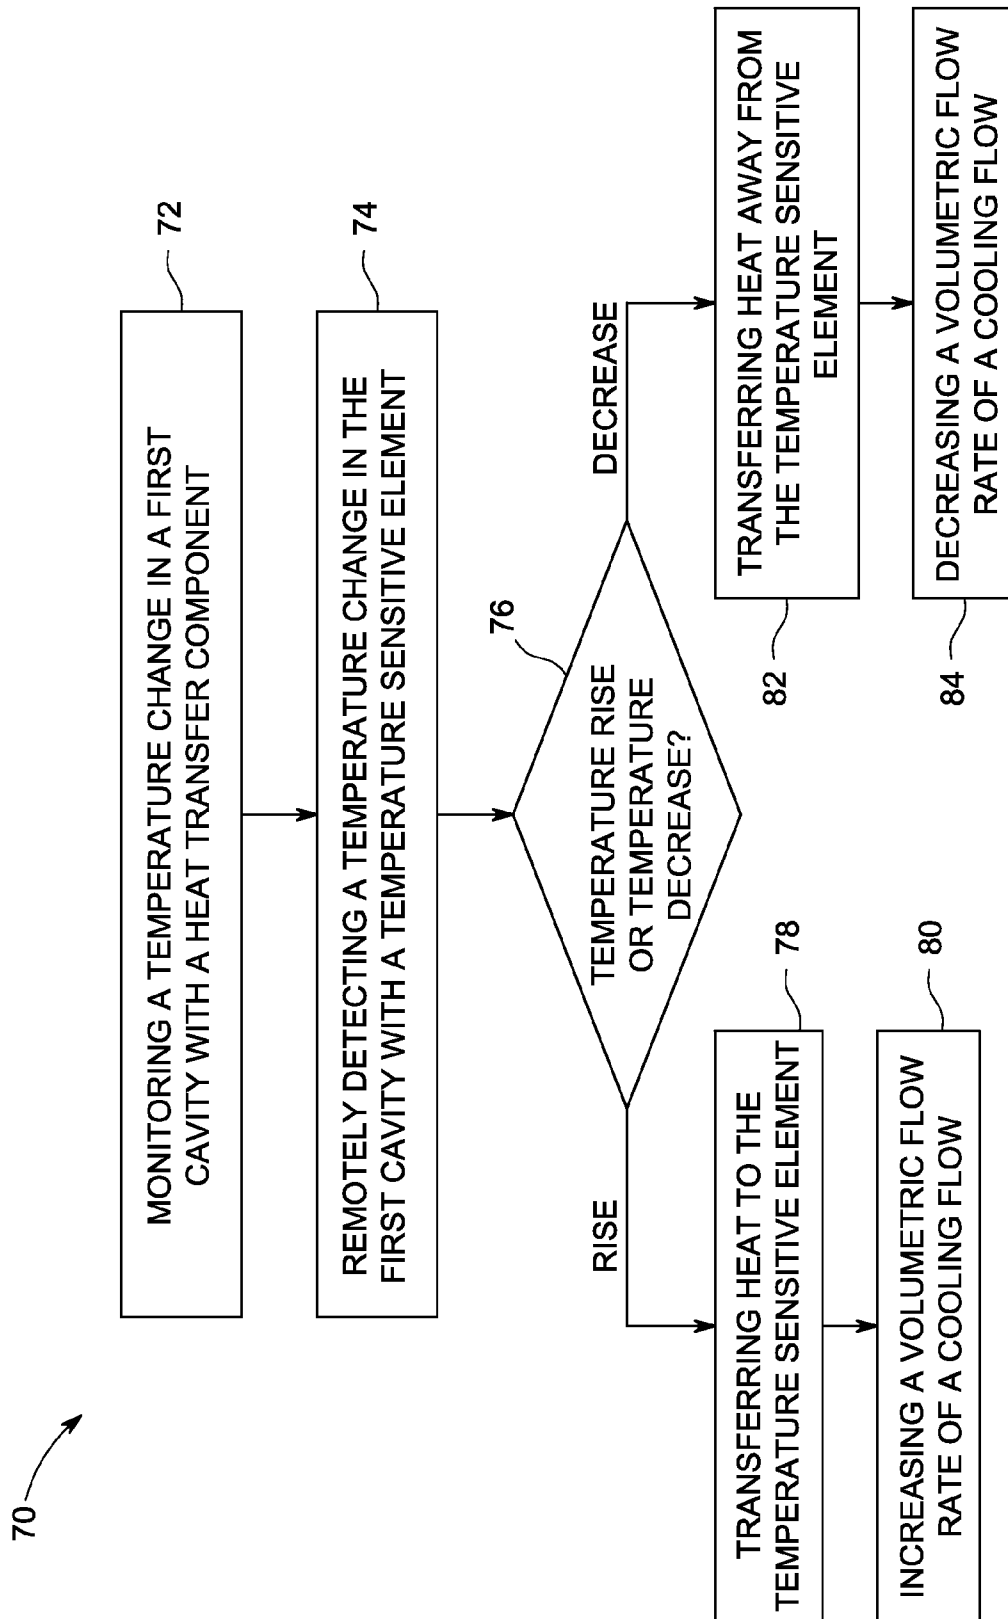 70
MONITORING A TEMPERATURE CHANGE IN A FIRST
CAVITY WITH A HEAT TRANSFER COMPONENT
72
REMOTELY DETECTING A TEMPERATURE CHANGE IN THE
FIRST CAVITY WITH A TEMPERATURE SENSITIVE ELEMENT
74
TEMPERATURE RISE
OR TEMPERATURE
DECREASE?
76
RISE
TRANSFERRING HEAT TO THE
TEMPERATURE SENSITIVE ELEMENT
78
INCREASING A VOLUMETRIC FLOW
RATE OF A COOLING FLOW
80
DECREASE
TRANSFERRING HEAT AWAY FROM
THE TEMPERATURE SENSITIVE
ELEMENT
82
DECREASING A VOLUMETRIC FLOW
RATE OF A COOLING FLOW
84